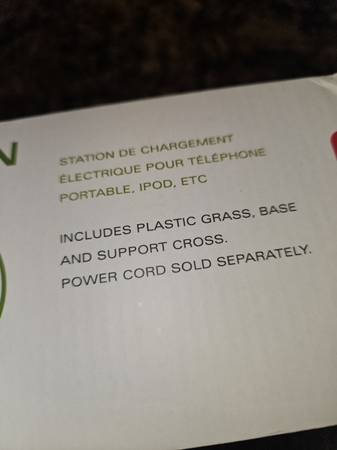 N
STATION DE CHARGEMENT
ÉLECTRIQUE POUR TÉLÉPHONE
PORTABLE, IPOD, ETC
INCLUDES PLASTIC GRASS, BASE
AND SUPPORT CROSS.
POWER CORD SOLD SEPARATELY.